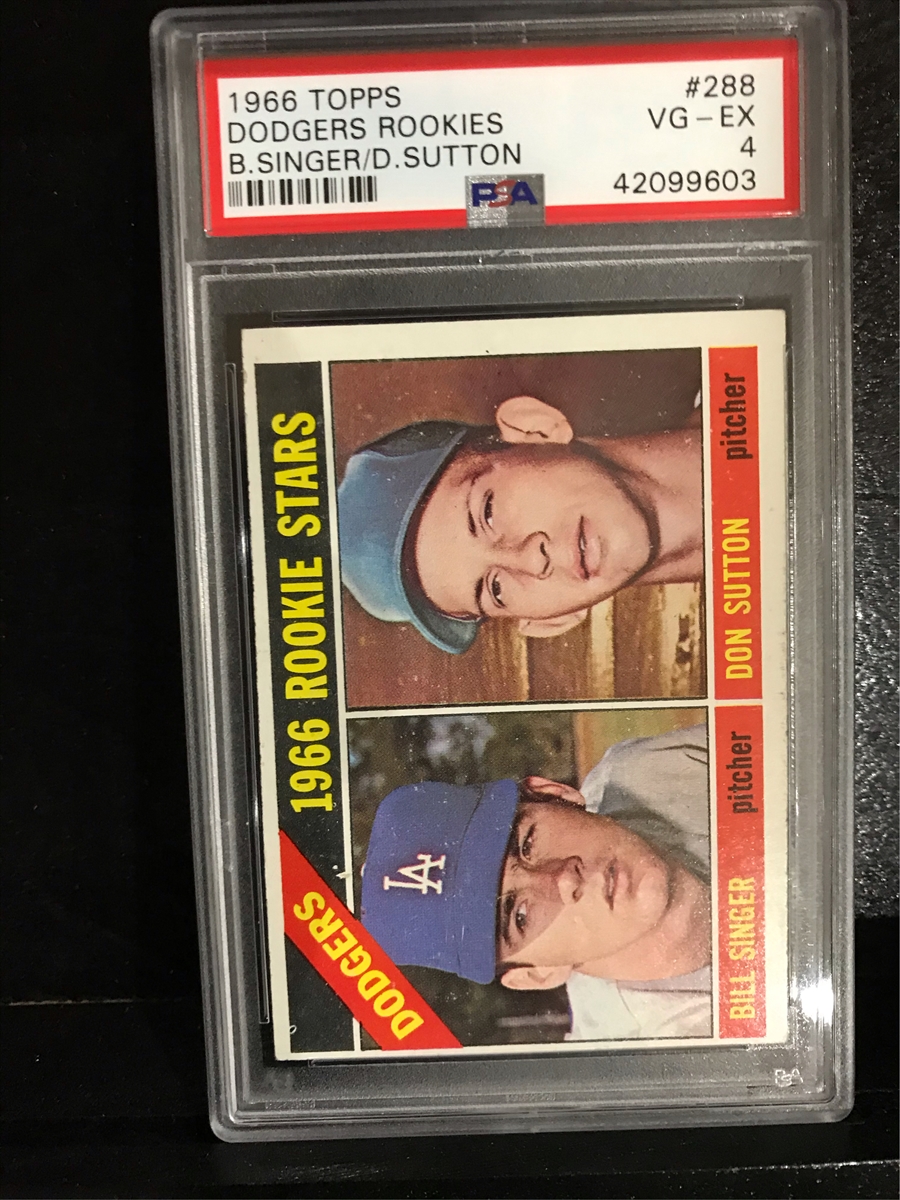 1966 TOPPS #288
DODGERS ROOKIES VG-EX
B.SINGER/D.SUTTON 4
PSA 42099603
1966 ROOKIE STARS
DODGERS
LA
BILL SINGER pitcher
DON SUTTON pitcher
PSA